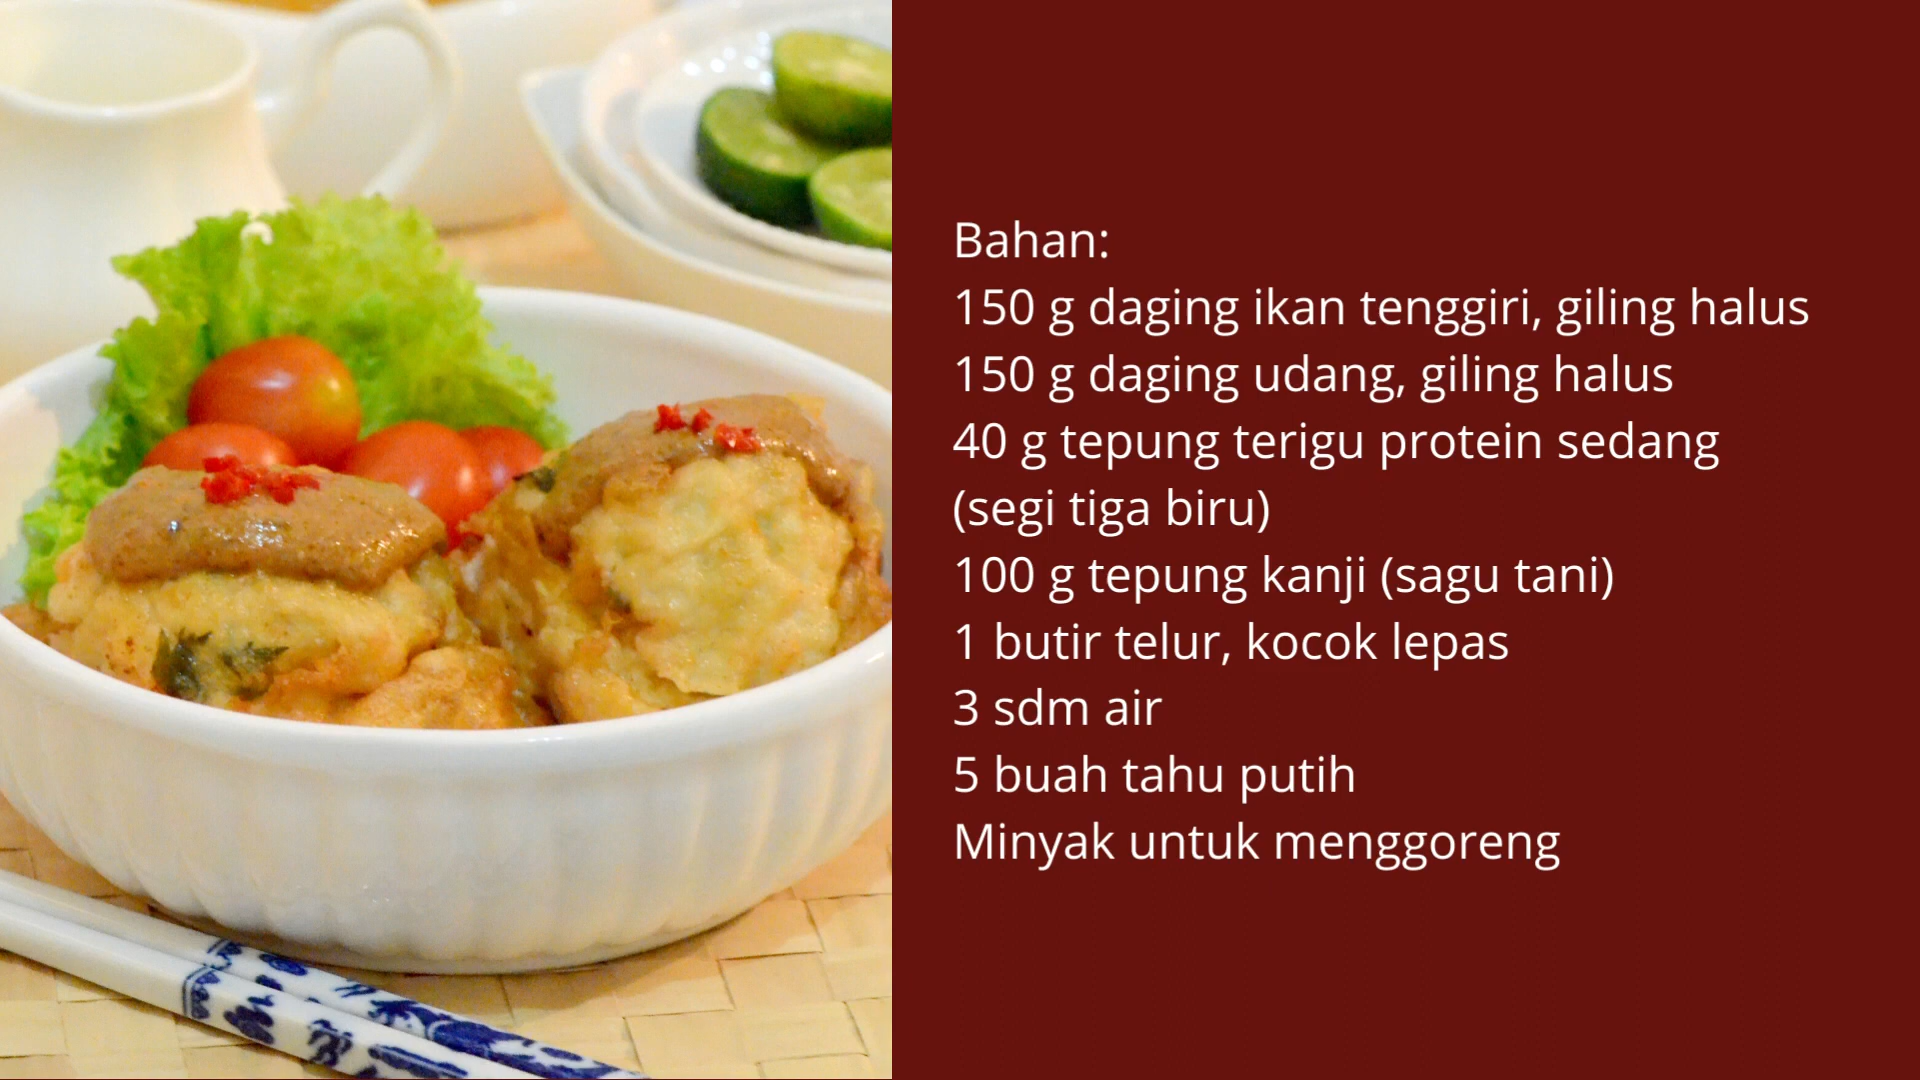 Bahan:
150 g daging ikan tenggiri, giling halus
150 g daging udang, giling halus
40 g tepung terigu protein sedang
(segi tiga biru)
100 g tepung kanji (sagu tani)
1 butir telur, kocok lepas
3 sdm air
5 buah tahu putih
Minyak untuk menggoreng